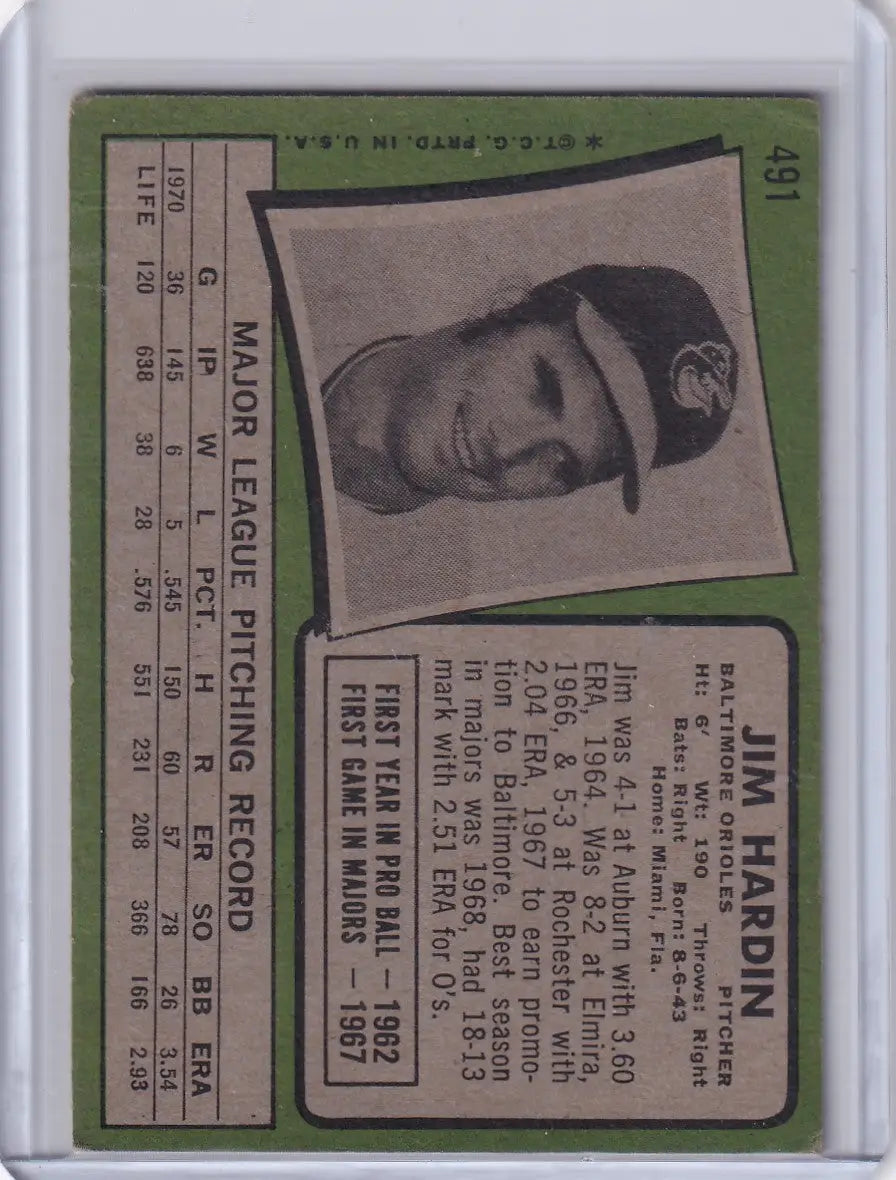 491
* ©T.C.G. PRTD. IN U.S.A.
JIM HARDIN
BALTIMORE ORIOLES PITCHER
Ht: 6' Wt: 190 Throws: Right
Bats: Right Born: 8-6-43
Home: Miami, Fla.
Jim was 4-1 at Auburn with 3.60
ERA, 1964. Was 8-2 at Elmira,
1966, & 5-3 at Rochester with
2.04 ERA, 1967 to earn promo-
tion to Baltimore. Best season
in majors was 1968, had 18-13
mark with 2.51 ERA for O's.
FIRST YEAR IN PRO BALL — 1962
FIRST GAME IN MAJORS — 1967
MAJOR LEAGUE PITCHING RECORD
G IP W L PCT. H R ER SO BB ERA
1970 36 145 6 5 .545 150 60 57 78 26 3.54
LIFE 120 638 38 28 .576 551 231 208 366 166 2.93